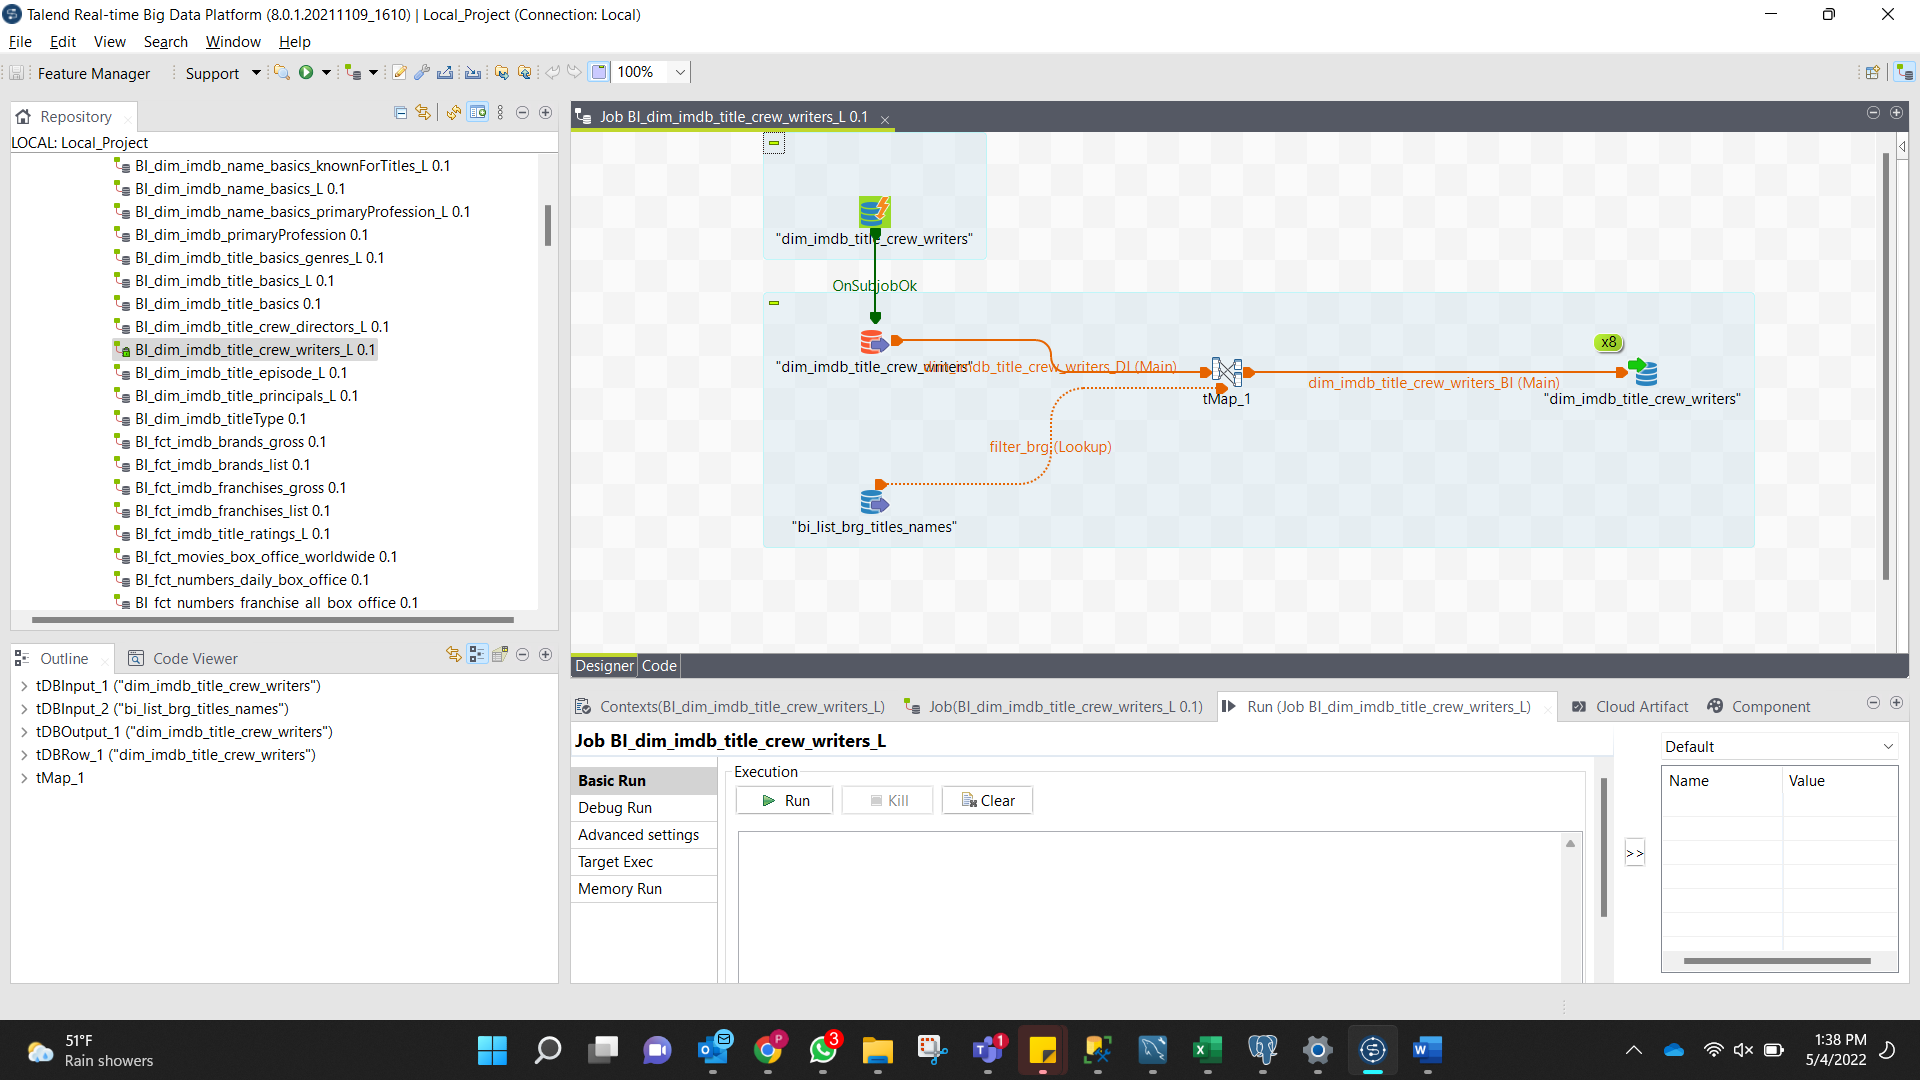 Talend Real-time Big Data Platform (8.0.1.20211109_1610) | Local_Project (Connection: Local)
File Edit View Search Window Help
Feature Manager Support 100%
Repository
LOCAL: Local_Project
BI_dim_imdb_name_basics_knownForTitles_L 0.1
BI_dim_imdb_name_basics_L 0.1
BI_dim_imdb_name_basics_primaryProfession_L 0.1
BI_dim_imdb_primaryProfession 0.1
BI_dim_imdb_title_basics_genres_L 0.1
BI_dim_imdb_title_basics_L 0.1
BI_dim_imdb_title_basics 0.1
BI_dim_imdb_title_crew_directors_L 0.1
BI_dim_imdb_title_crew_writers_L 0.1
BI_dim_imdb_title_episode_L 0.1
BI_dim_imdb_title_principals_L 0.1
BI_dim_imdb_titleType 0.1
BI_fct_imdb_brands_gross 0.1
BI_fct_imdb_brands_list 0.1
BI_fct_imdb_franchises_gross 0.1
BI_fct_imdb_franchises_list 0.1
BI_fct_imdb_title_ratings_L 0.1
BI_fct_movies_box_office_worldwide 0.1
BI_fct_numbers_daily_box_office 0.1
BI_fct_numbers_franchise_all_box_office 0.1
Outline Code Viewer
tDBInput_1 ("dim_imdb_title_crew_writers")
tDBInput_2 ("bi_list_brg_titles_names")
tDBOutput_1 ("dim_imdb_title_crew_writers")
tDBRow_1 ("dim_imdb_title_crew_writers")
tMap_1
Job BI_dim_imdb_title_crew_writers_L 0.1
"dim_imdb_title_crew_writers"
OnSubjobOk
"dim_imdb_title_crew_writers"
dim_imdb_title_crew_writers_DI (Main)
tMap_1
dim_imdb_title_crew_writers_BI (Main)
x8
"dim_imdb_title_crew_writers"
filter_brg (Lookup)
"bi_list_brg_titles_names"
Designer Code
Contexts(BI_dim_imdb_title_crew_writers_L) Job(BI_dim_imdb_title_crew_writers_L 0.1) Run (Job BI_dim_imdb_title_crew_writers_L) Cloud Artifact Component
Job BI_dim_imdb_title_crew_writers_L
Basic Run
Debug Run
Advanced settings
Target Exec
Memory Run
Execution
Run Kill Clear
>>
Default
Name Value
51°F
Rain showers
P
3
1
1:38 PM
5/4/2022